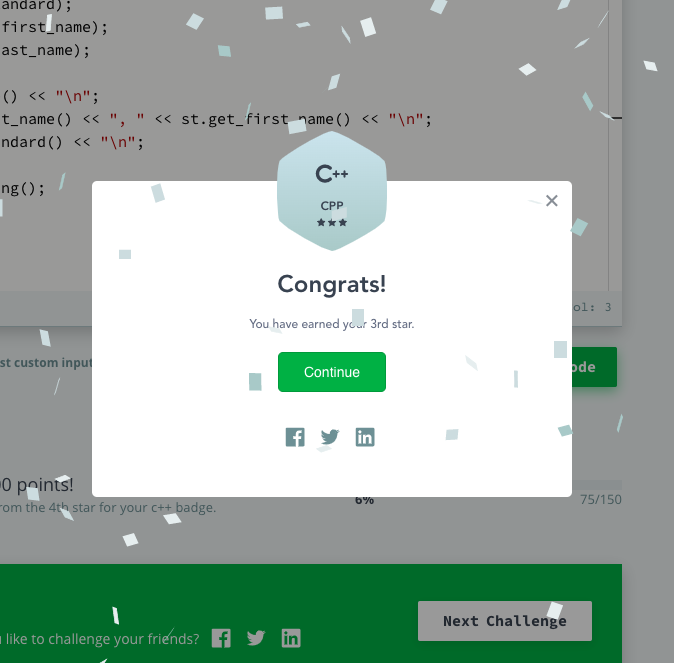 andard);
first_name);
ast_name);
() << "\n";
t_name() << ", " << st.get_first_name() << "\n";
ndard() << "\n";
ng();
C++
CPP
Congrats!
You have earned your 3rd star.
Continue
ol: 3
st custom input
ode
0 points!
rom the 4th star for your c++ badge.
6%
75/150
like to challenge your friends?
Next Challenge